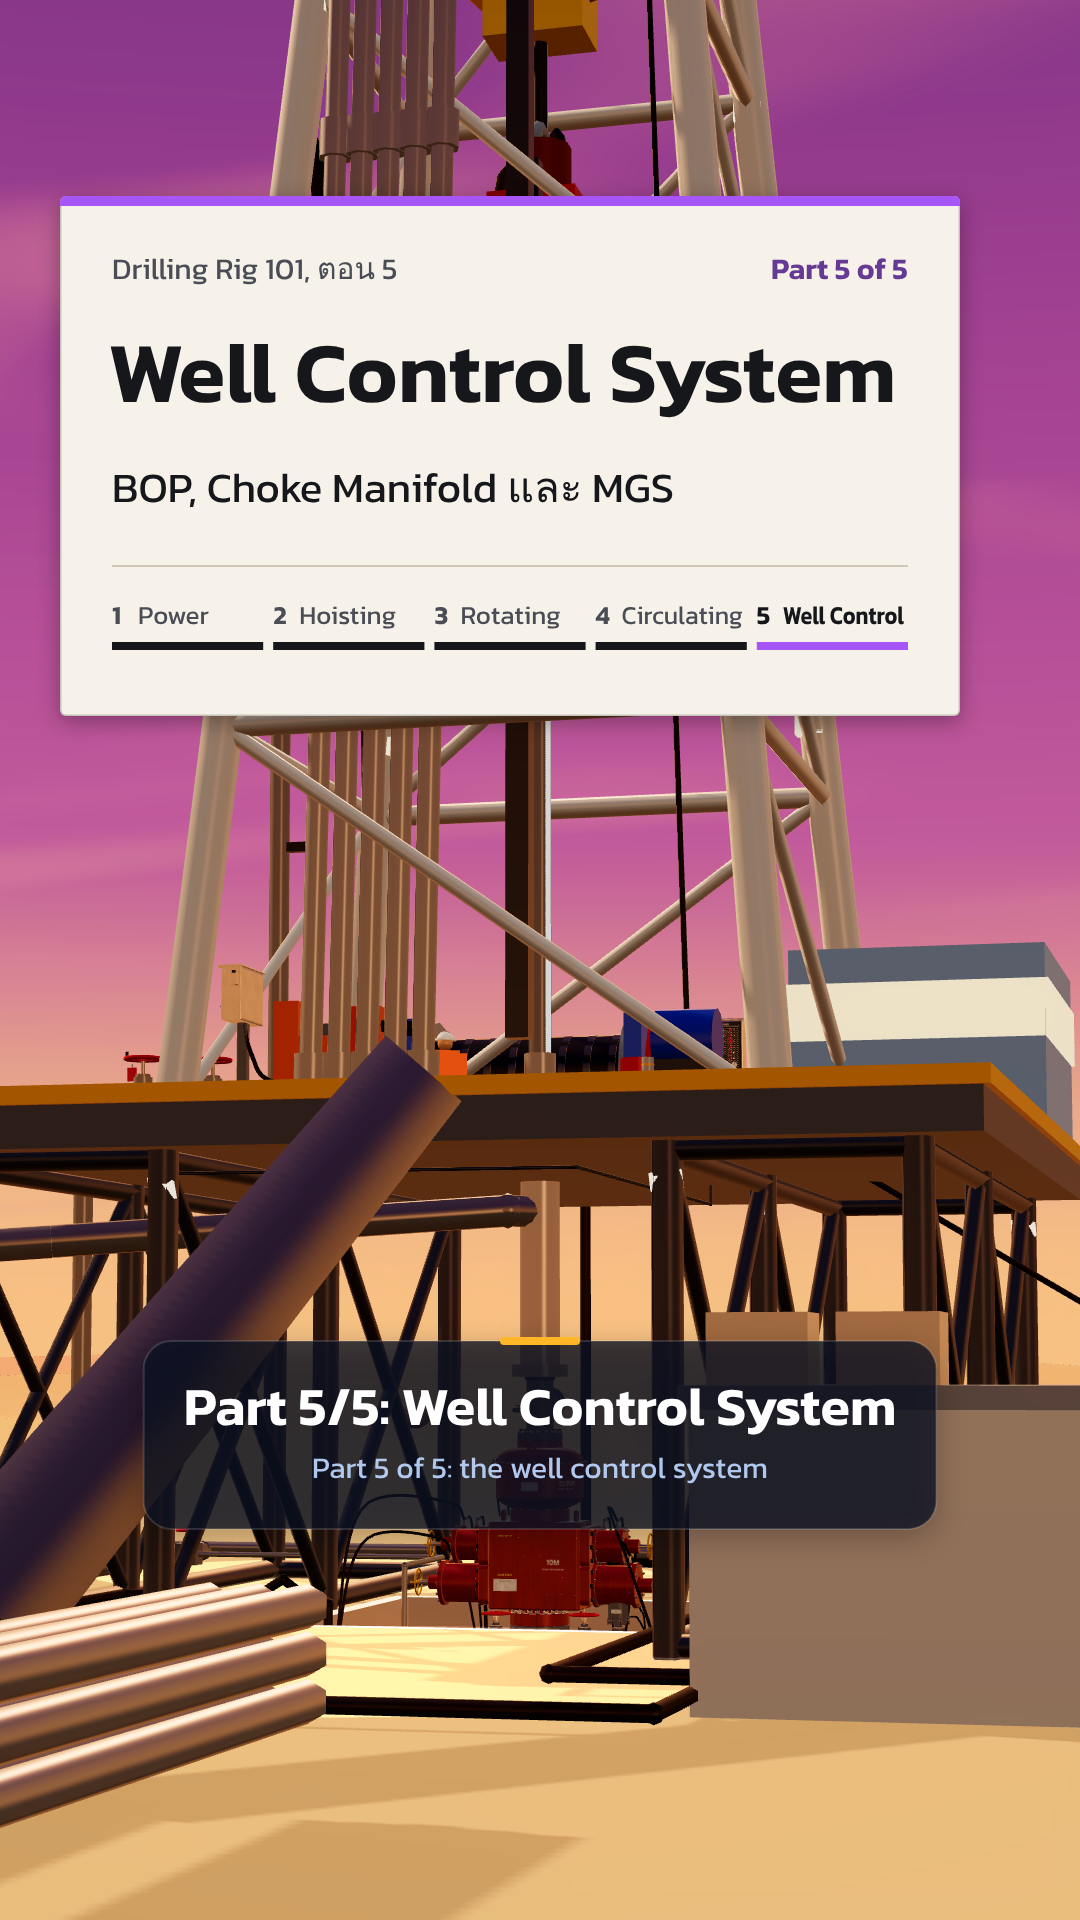 Drilling Rig 101, ตอน 5
Part 5 of 5
Well Control System
BOP, Choke Manifold และ MGS
1 Power
2 Hoisting
3 Rotating
4 Circulating
5 Well Control
Part 5/5: Well Control System
Part 5 of 5: the well control system
10M